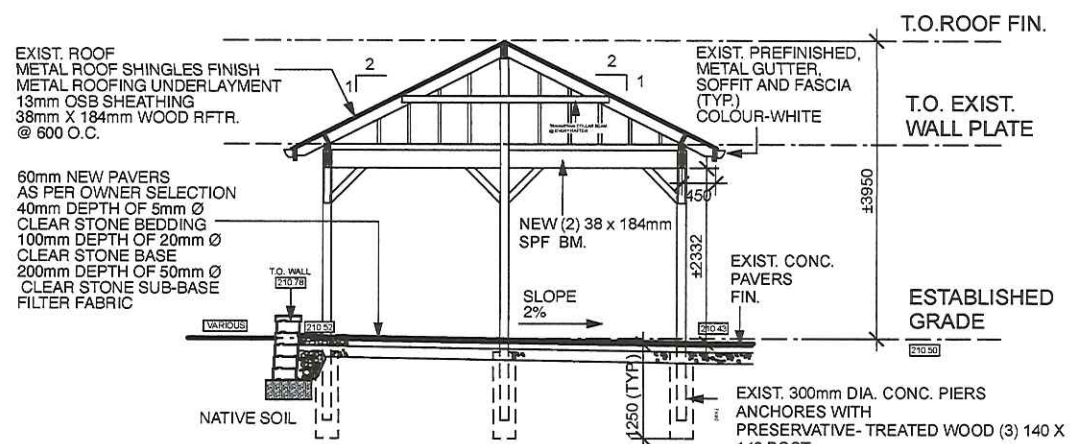 T.O.ROOF FIN.
EXIST. ROOF
METAL ROOF SHINGLES FINISH
METAL ROOFING UNDERLAYMENT
13mm OSB SHEATHING
38mm X 184mm WOOD RFTR.
@ 600 O.C.
2
1
2
1
EXIST. PREFINISHED,
METAL GUTTER,
SOFFIT AND FASCIA
(TYP.)
COLOUR-WHITE
T.O. EXIST.
WALL PLATE
±3950
60mm NEW PAVERS
AS PER OWNER SELECTION
40mm DEPTH OF 5mm Ø
CLEAR STONE BEDDING
100mm DEPTH OF 20mm Ø
CLEAR STONE BASE
200mm DEPTH OF 50mm Ø
CLEAR STONE SUB-BASE
FILTER FABRIC
NEW (2) 38 x 184mm
SPF BM.
450
±2332
T.O. WALL
210.78
SLOPE
2%
EXIST. CONC.
PAVERS
FIN.
ESTABLISHED
GRADE
210.50
VARIOUS
210.52
210.43
NATIVE SOIL
1250 (TYP)
EXIST. 300mm DIA. CONC. PIERS
ANCHORES WITH
PRESERVATIVE- TREATED WOOD (3) 140 X